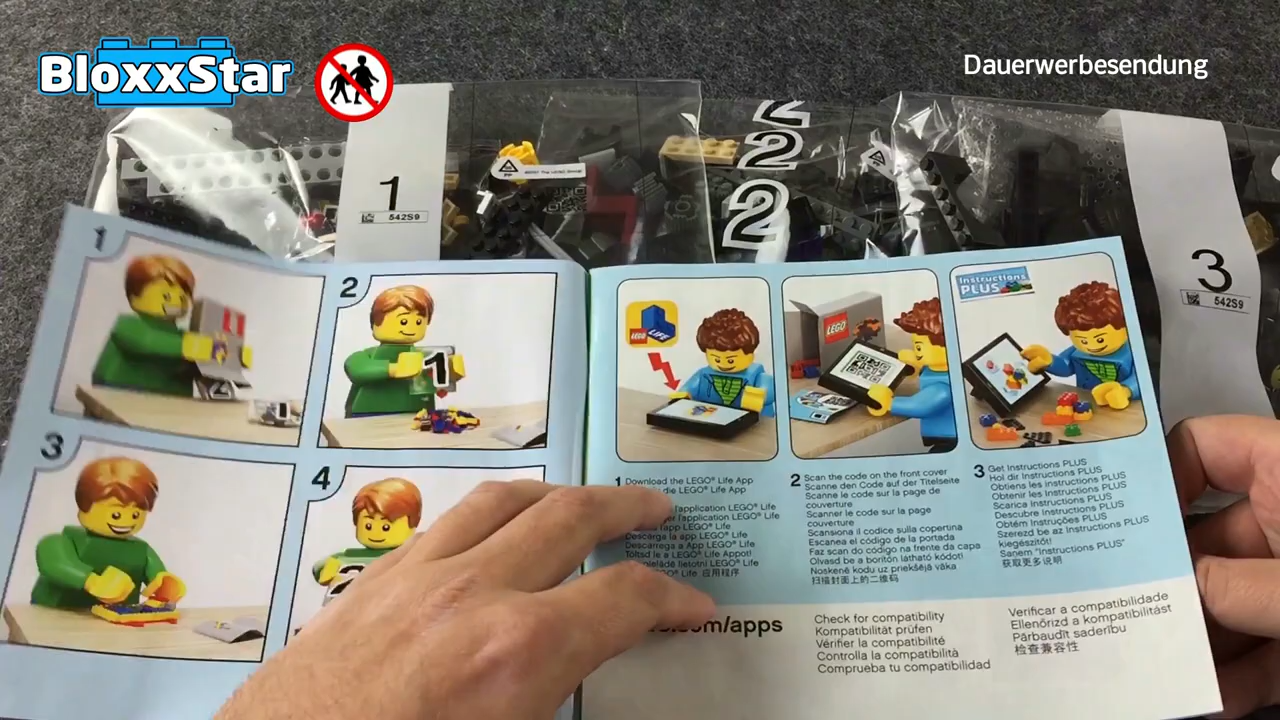 BloxxStar
Dauerwerbesendung
1
542S9
2
2
2
3
542S9
1
2
1
3
4
LEGO LIFE
LEGO
Instructions
PLUS
1 Download the LEGO® Life App
die LEGO® Life App
l'application LEGO® Life
l'application LEGO® Life
l'app LEGO® Life
Descarga la app LEGO® Life
Descarrega a App LEGO® Life
Töltsd le a LEGO® Life Appot!
lietotni LEGO® Life
LEGO® Life 应用程序
2 Scan the code on the front cover
Scanne den Code auf der Titelseite
Scanne le code sur la page de
couverture
Scanner le code sur la page
couverture
Scansiona il codice sulla copertina
Escanea el código de la portada
Faz scan do código na frente da capa
Olvasd be a borítón látható kódot!
Noskenē kodu uz priekšējā vāka
扫描封面上的二维码
3 Get Instructions PLUS
Hol dir Instructions PLUS
Obtiens les Instructions PLUS
Obtenir les Instructions PLUS
Scarica Instructions PLUS
Descubre Instructions PLUS
Obtém Instruções PLUS
Szerezd be az Instructions PLUS
kiegészítőt!
Saņem "Instructions PLUS"
获取更多说明
.com/apps
Check for compatibility
Kompatibilität prüfen
Vérifier la compatibilité
Controlla la compatibilità
Comprueba tu compatibilidad
Verificar a compatibilidade
Ellenőrizd a kompatibilitást
Pārbaudīt saderību
检查兼容性